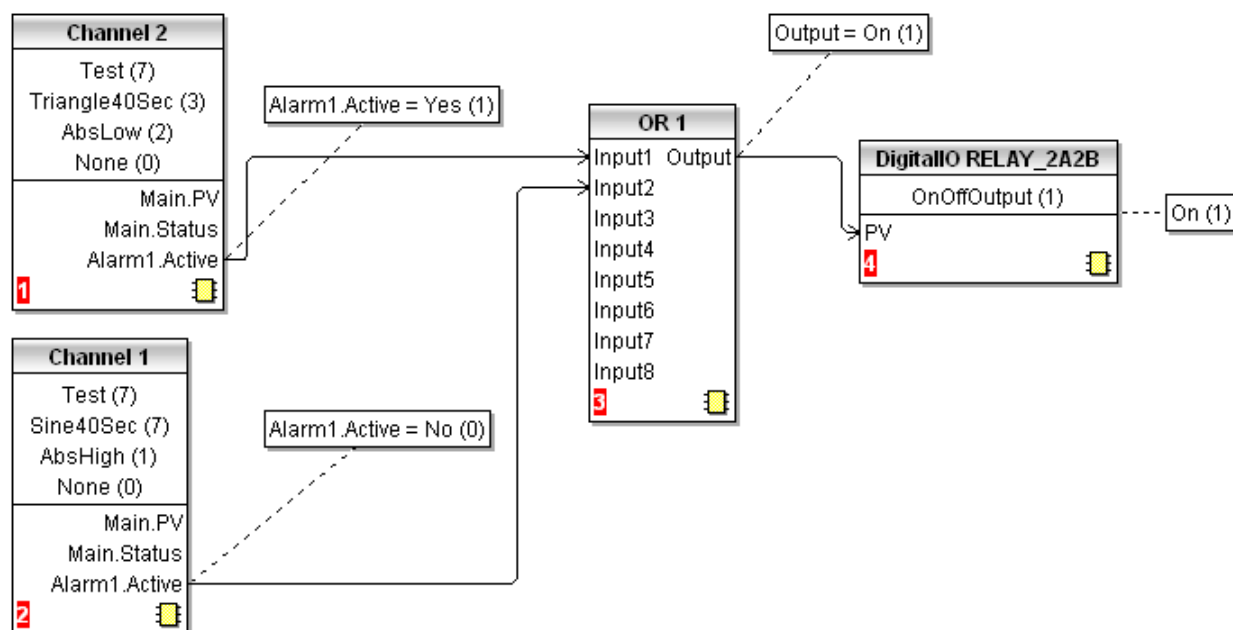 Channel 2
Test (7)
Triangle40Sec (3)
AbsLow (2)
None (0)
Main.PV
Main.Status
Alarm1.Active
1
Alarm1.Active = Yes (1)
Output = On (1)
OR 1
Input1 Output
Input2
Input3
Input4
Input5
Input6
Input7
Input8
3
DigitalIO RELAY_2A2B
OnOffOutput (1)
PV
4
On (1)
Channel 1
Test (7)
Sine40Sec (7)
AbsHigh (1)
None (0)
Main.PV
Main.Status
Alarm1.Active
2
Alarm1.Active = No (0)